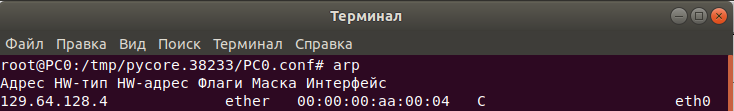 Терминал
Файл Правка Вид Поиск Терминал Справка
root@PC0:/tmp/pycore.38233/PC0.conf# arp
Адрес HW-тип HW-адрес Флаги Маска Интерфейс
129.64.128.4 ether 00:00:00:aa:00:04 C eth0